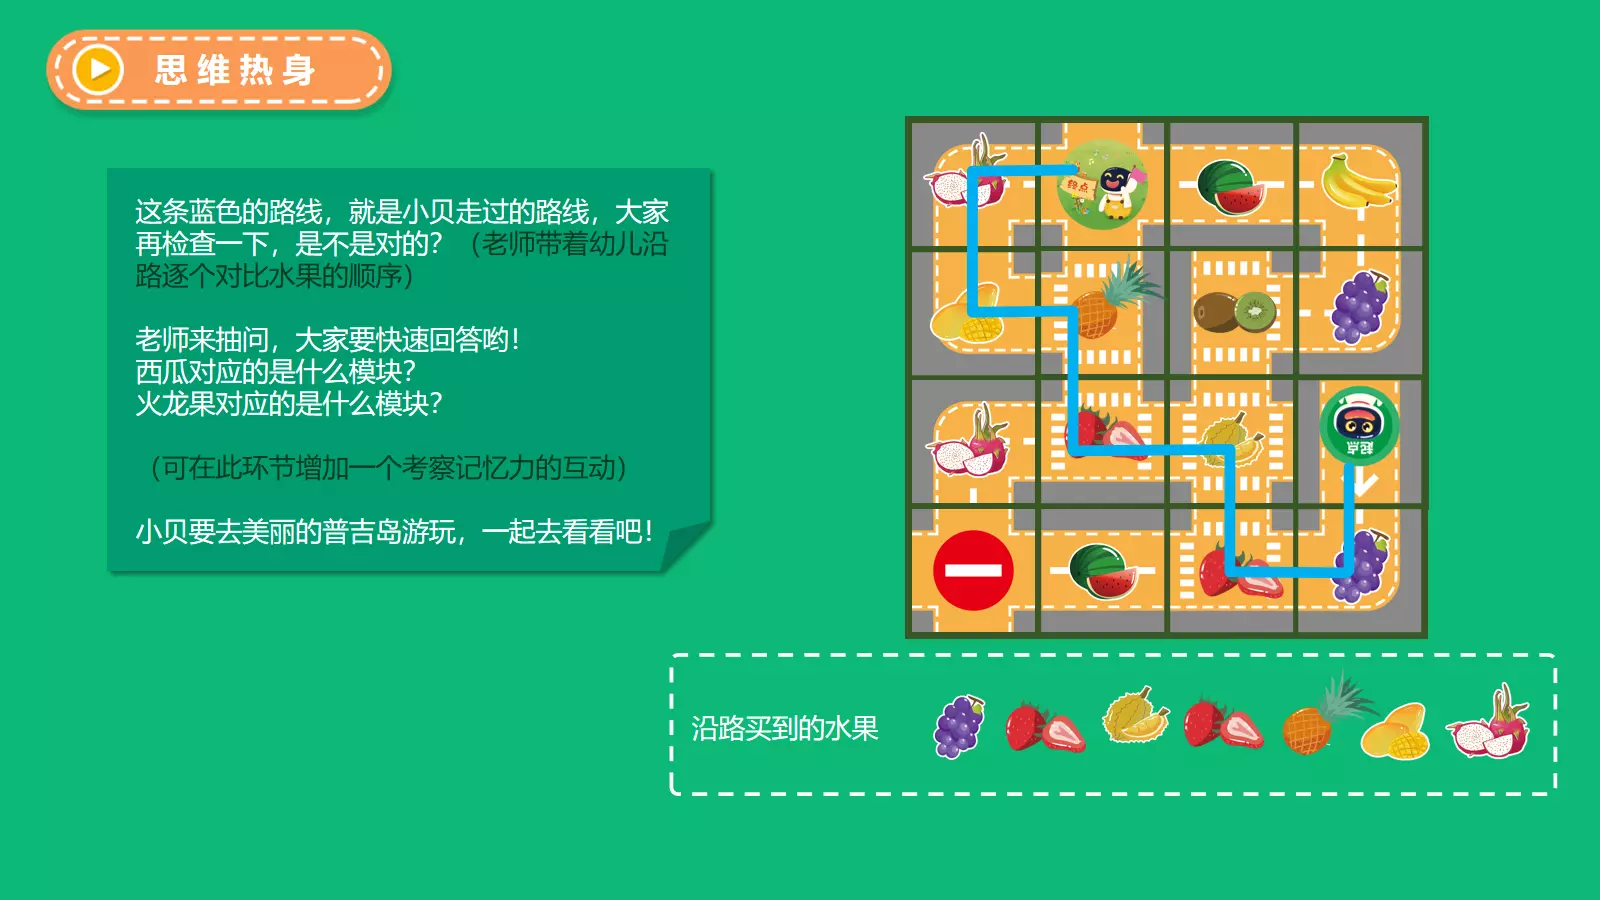 思维热身
这条蓝色的路线，就是小贝走过的路线，大家
再检查一下，是不是对的？（老师带着幼儿沿
路逐个对比水果的顺序）
老师来抽问，大家要快速回答哟！
西瓜对应的是什么模块？
火龙果对应的是什么模块？
（可在此环节增加一个考察记忆力的互动）
小贝要去美丽的普吉岛游玩，一起去看看吧！
终点
起点
沿路买到的水果